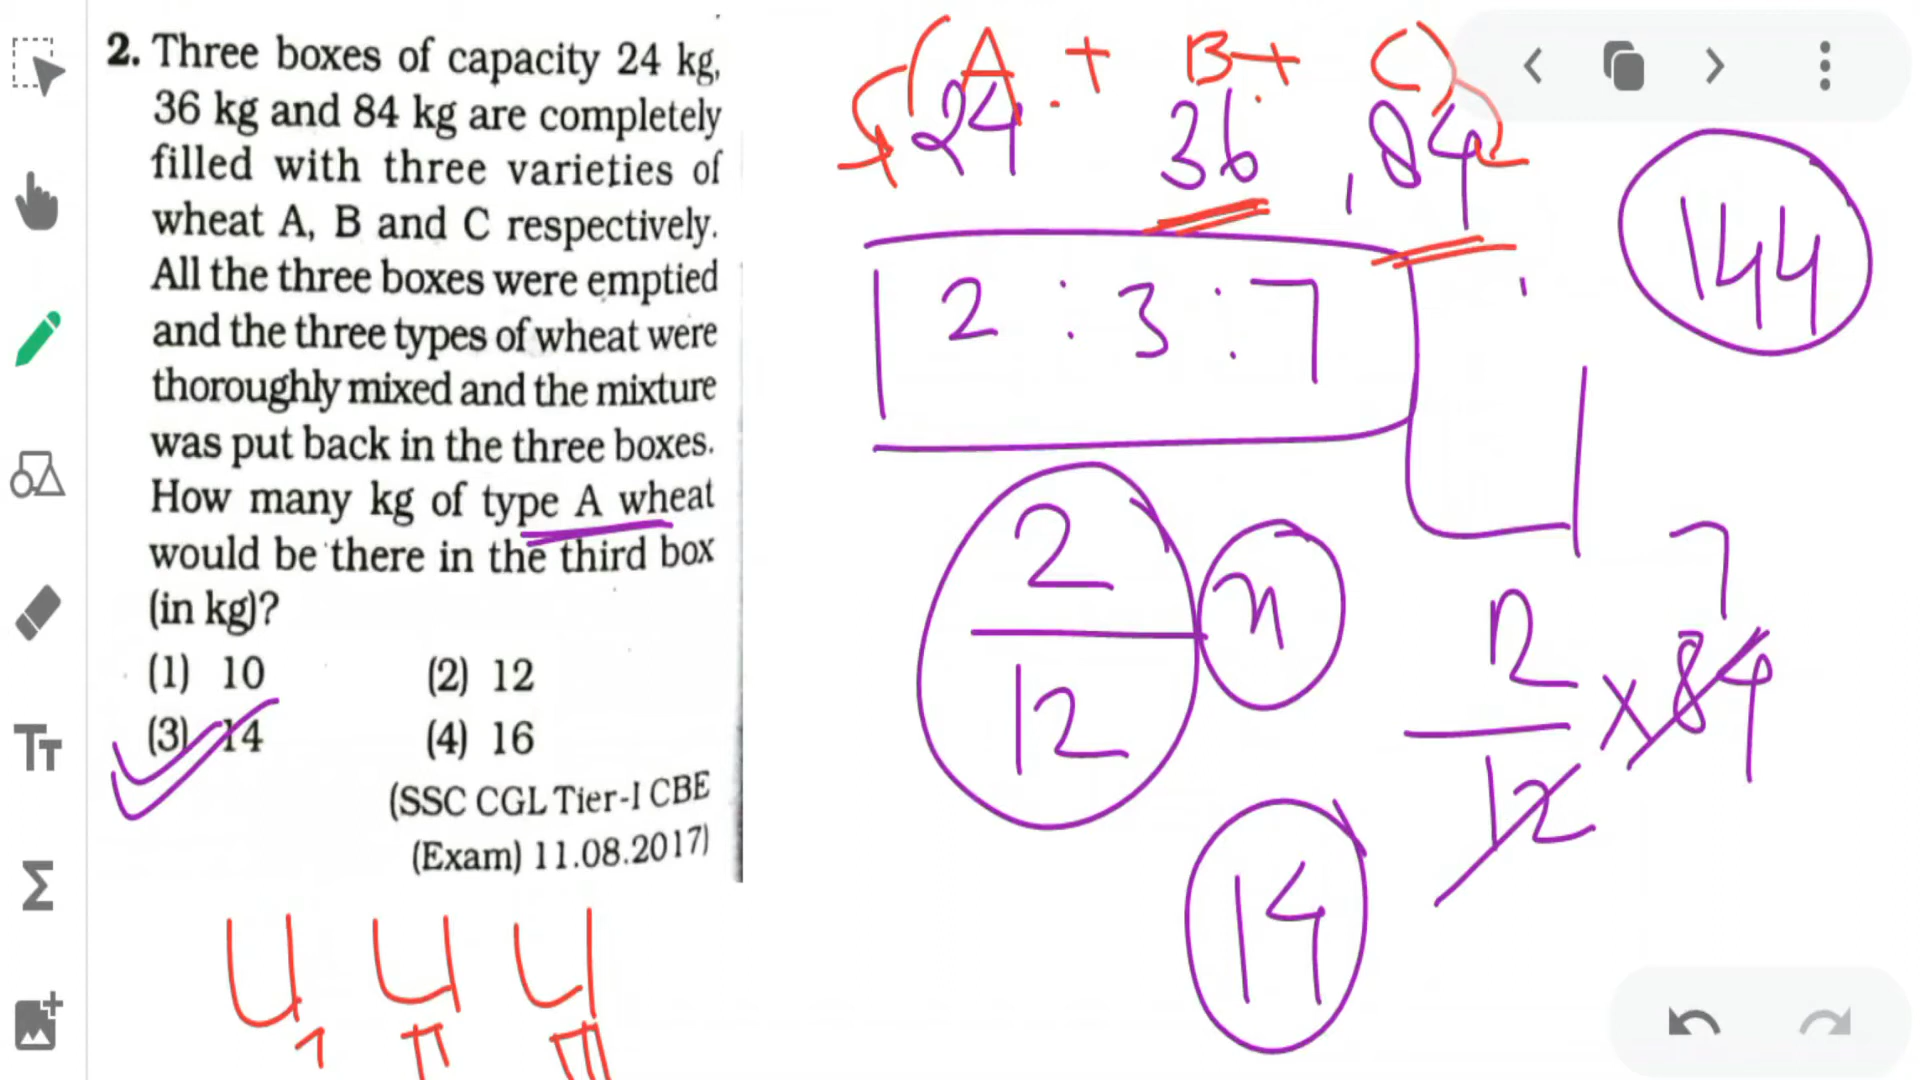 2. Three boxes of capacity 24 kg,
36 kg and 84 kg are completely
filled with three varieties of
wheat A, B and C respectively.
All the three boxes were emptied
and the three types of wheat were
thoroughly mixed and the mixture
was put back in the three boxes.
How many kg of type A wheat
would be there in the third box
(in kg)?
(1) 10 (2) 12
(3) 14 (4) 16
(SSC CGL Tier-I CBE
(Exam) 11.08.2017)
(A + B + C)
24 36 , 84
144
2 : 3 : 7
2
12
7
2
12
× 84
14
I II III